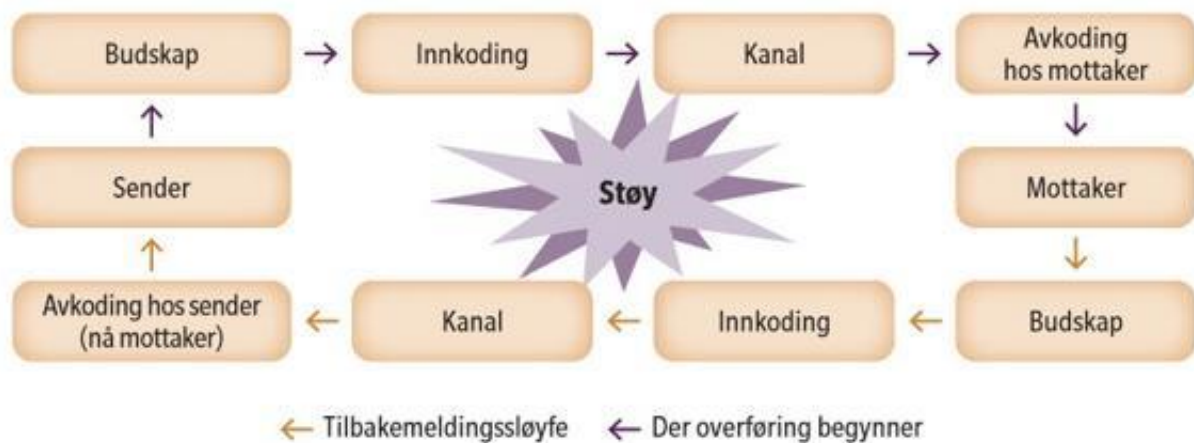 Budskap
Innkoding
Kanal
Avkoding
hos mottaker
Sender
Støy
Mottaker
Avkoding hos sender
(nå mottaker)
Kanal
Innkoding
Budskap
← Tilbakemeldingssløyfe
← Der overføring begynner